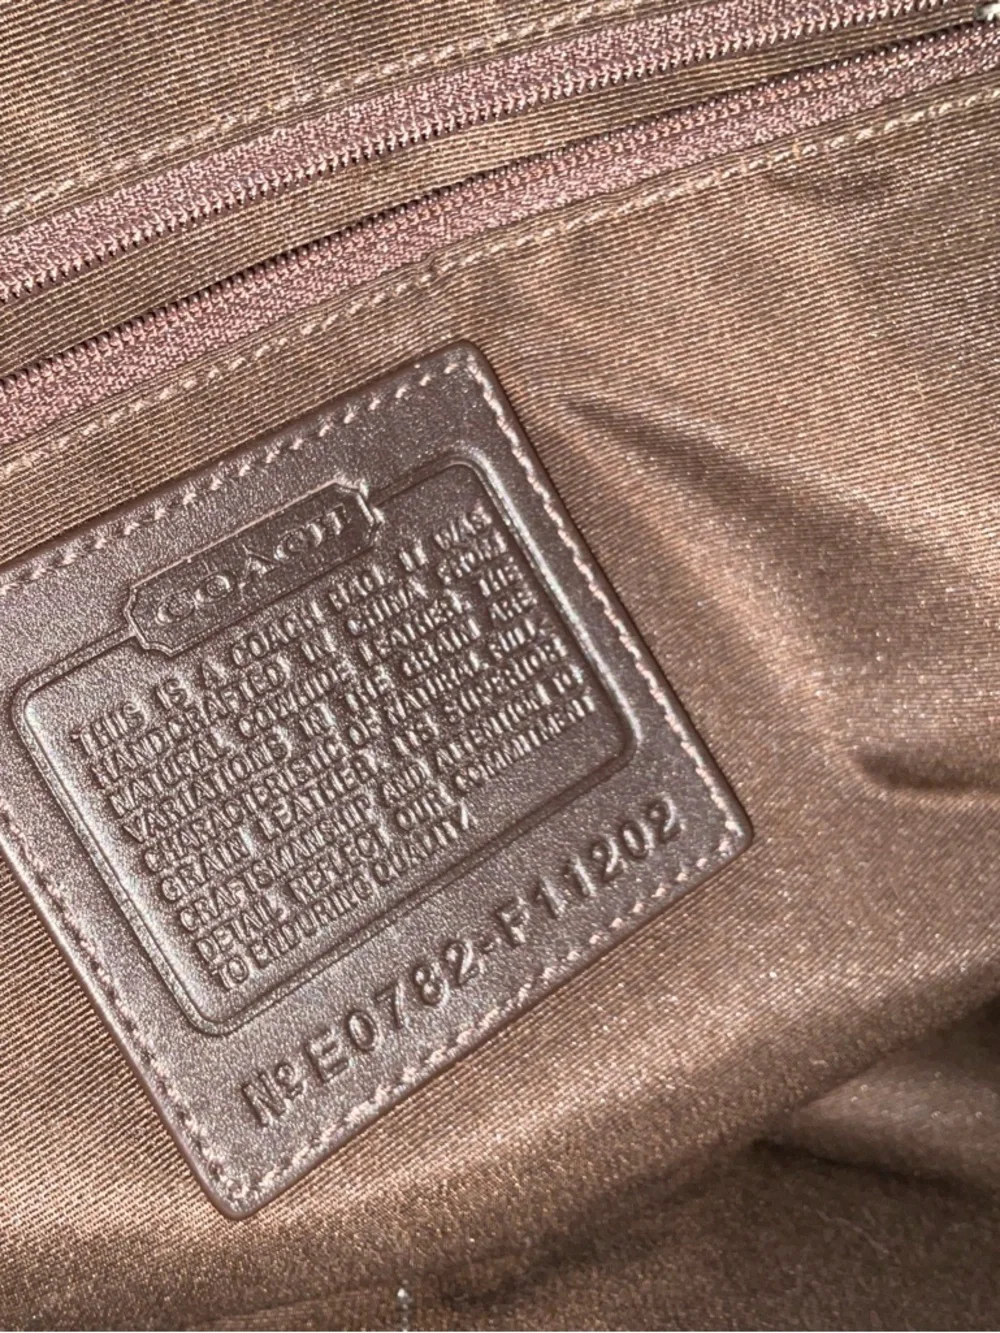 COACH
THIS IS A COACH BAG. IT WAS
HANDCRAFTED IN CHINA FROM
NATURAL COWHIDE LEATHER. THE
VARIATIONS IN THE GRAIN ARE
CHARACTERISTIC OF NATURAL FULL
GRAIN LEATHER. ITS SUPERIOR
CRAFTSMANSHIP AND ATTENTION TO
DETAIL REFLECT OUR COMMITMENT
TO ENDURING QUALITY.
Nº E0782-F11202